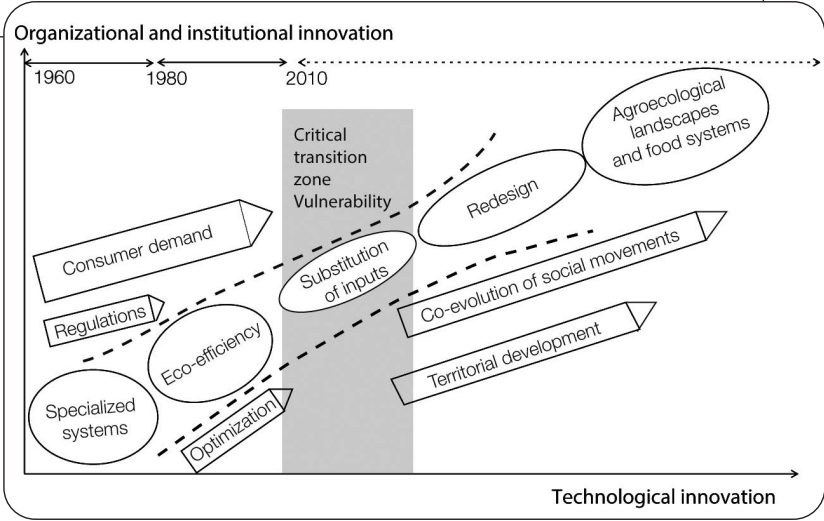 Organizational and institutional innovation
1960
1980
2010
Critical
transition
zone
Vulnerability
Agroecological
landscapes
and food systems
Redesign
Consumer demand
Substitution
of inputs
Regulations
Co-evolution of social movements
Eco-efficiency
Territorial development
Specialized
systems
Optimization
Technological innovation